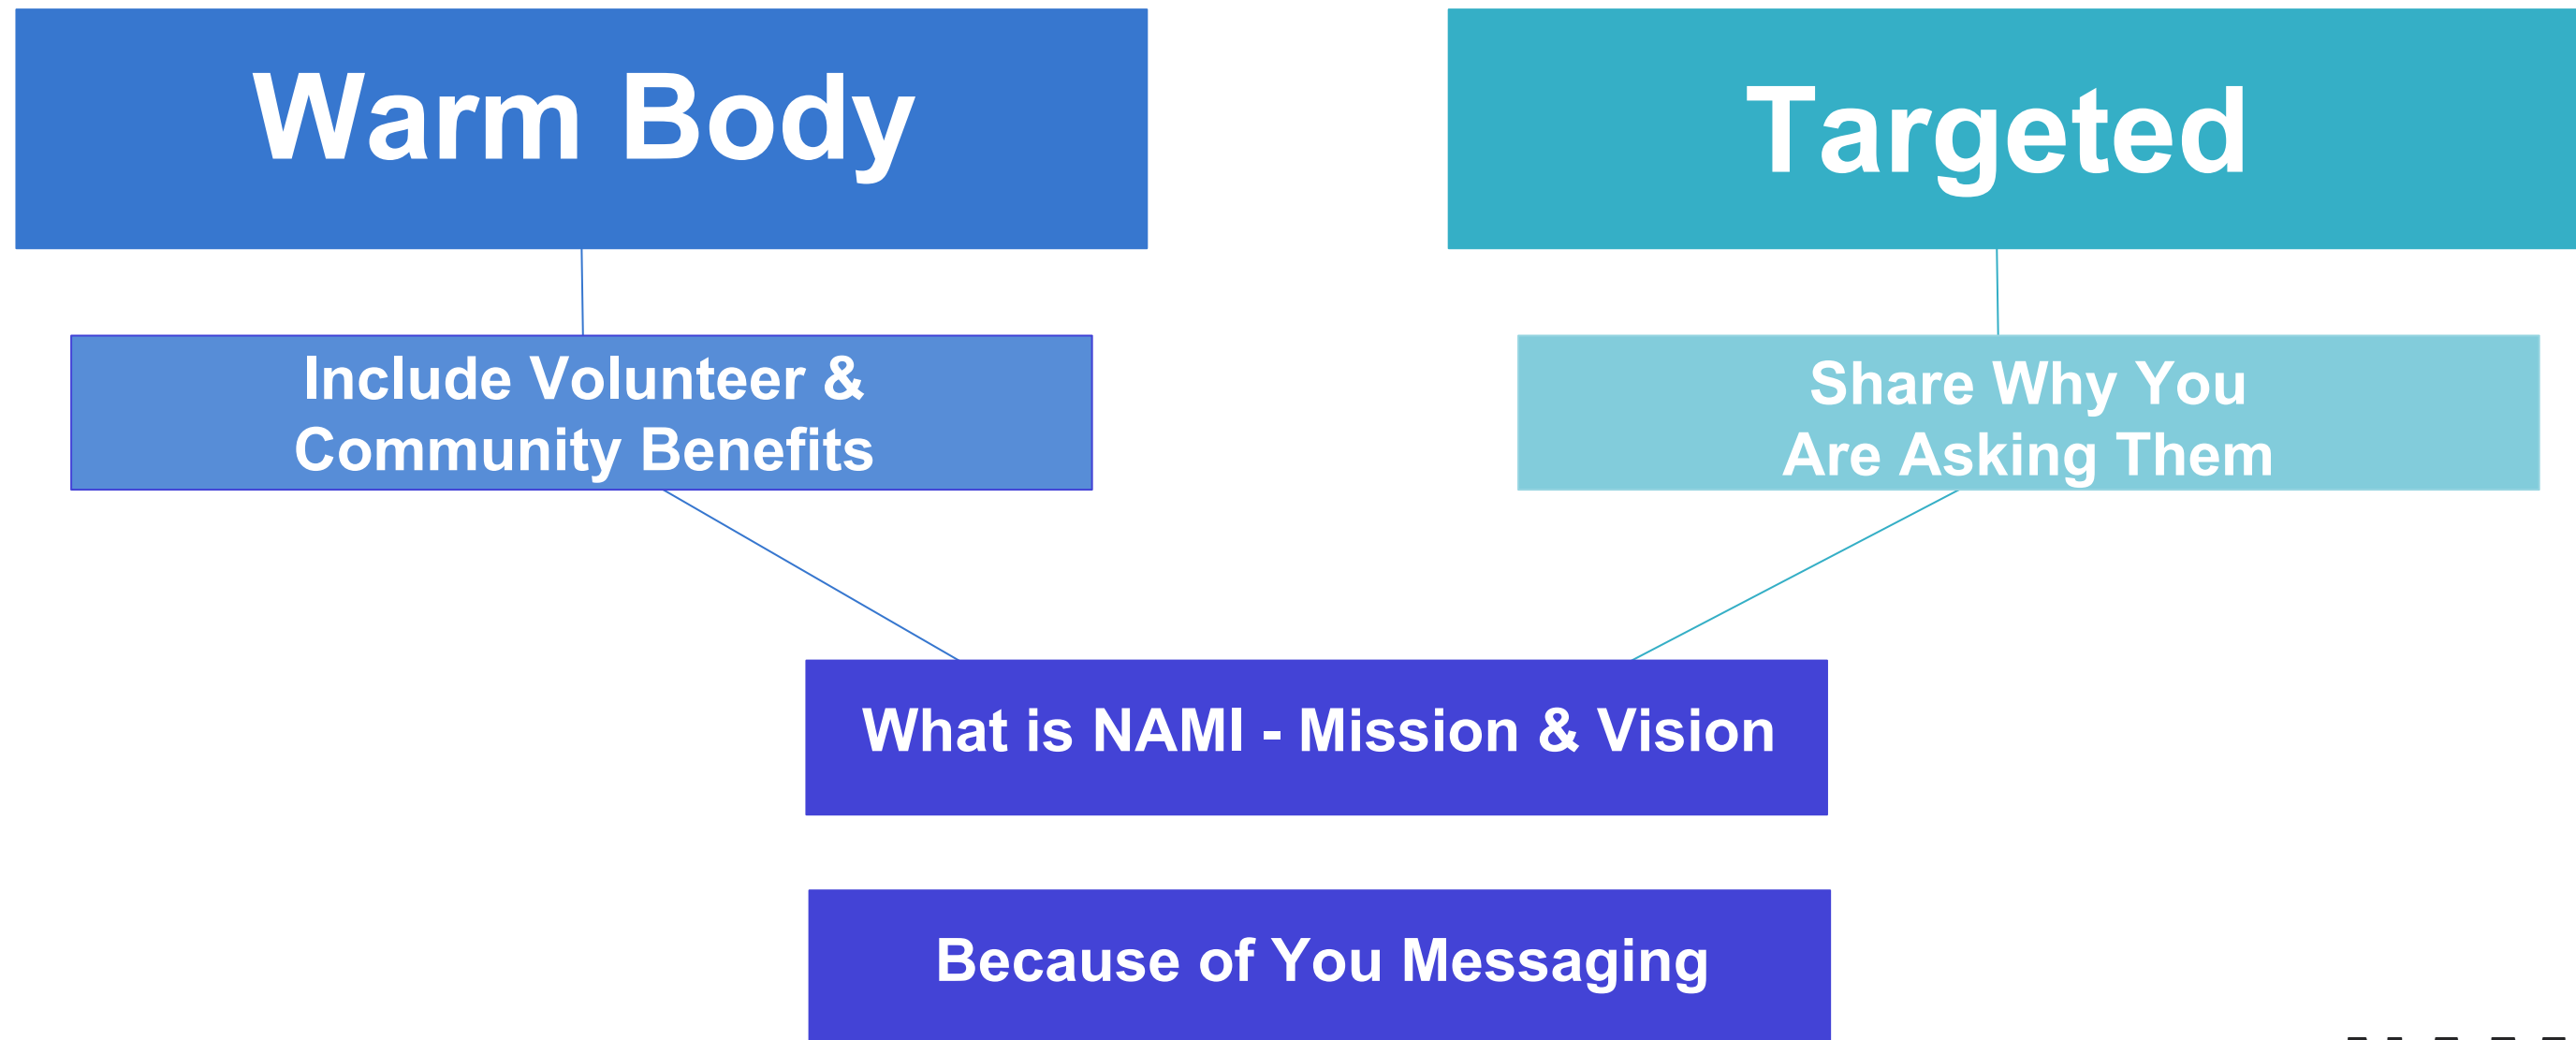 Warm Body
Targeted
Include Volunteer &
Community Benefits
Share Why You
Are Asking Them
What is NAMI - Mission & Vision
Because of You Messaging